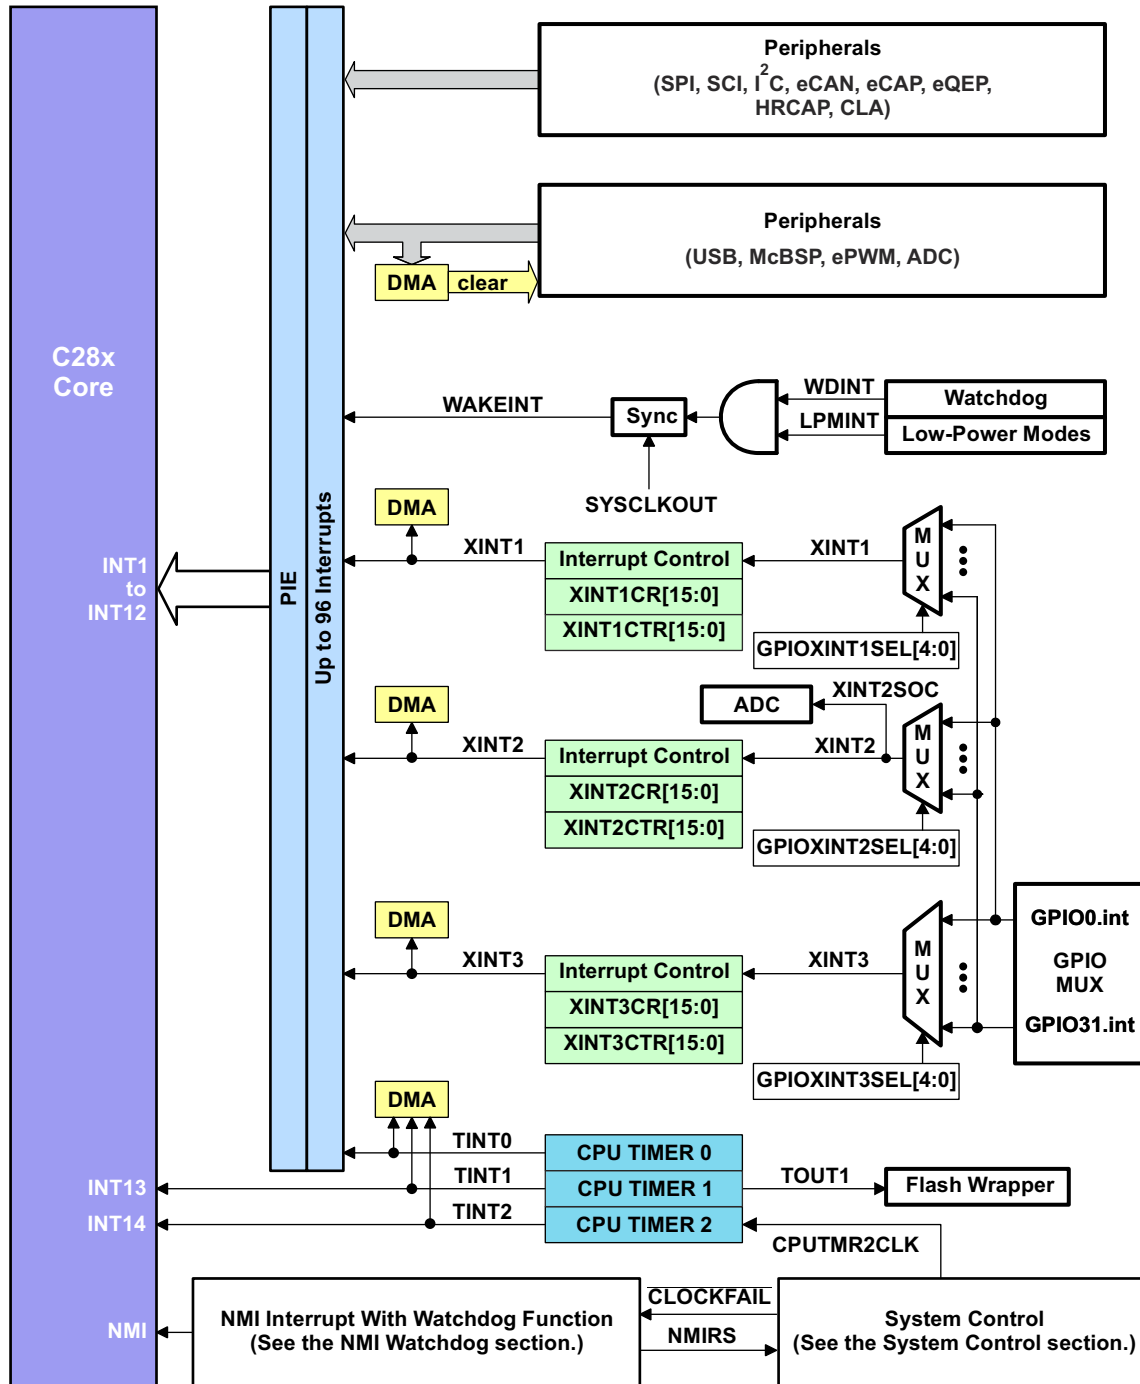 Peripherals
(SPI, SCI, I2C, eCAN, eCAP, eQEP,
HRCAP, CLA)
Peripherals
(USB, McBSP, ePWM, ADC)
DMA
clear
C28x
Core
WAKEINT
Sync
WDINT
LPMINT
Watchdog
Low-Power Modes
SYSCLKOUT
DMA
XINT1
Interrupt Control
XINT1CR[15:0]
XINT1CTR[15:0]
XINT1
MUX
GPIOXINT1SEL[4:0]
INT1
to
INT12
PIE
Up to 96 Interrupts
DMA
XINT2
Interrupt Control
XINT2CR[15:0]
XINT2CTR[15:0]
ADC
XINT2SOC
XINT2
MUX
GPIOXINT2SEL[4:0]
DMA
XINT3
Interrupt Control
XINT3CR[15:0]
XINT3CTR[15:0]
XINT3
MUX
GPIOXINT3SEL[4:0]
GPIO0.int
GPIO
MUX
GPIO31.int
DMA
TINT0
CPU TIMER 0
INT13
TINT1
CPU TIMER 1
TOUT1
Flash Wrapper
INT14
TINT2
CPU TIMER 2
CPUTMR2CLK
NMI
NMI Interrupt With Watchdog Function
(See the NMI Watchdog section.)
CLOCKFAIL
NMIRS
System Control
(See the System Control section.)